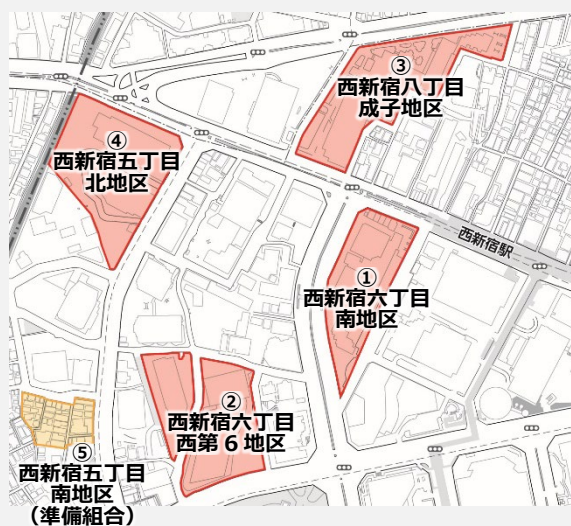 ③
西新宿八丁目
成子地区
④
西新宿五丁目
北地区
西新宿駅
①
西新宿六丁目
南地区
②
西新宿六丁目
西第6地区
⑤
西新宿五丁目
南地区
（準備組合）